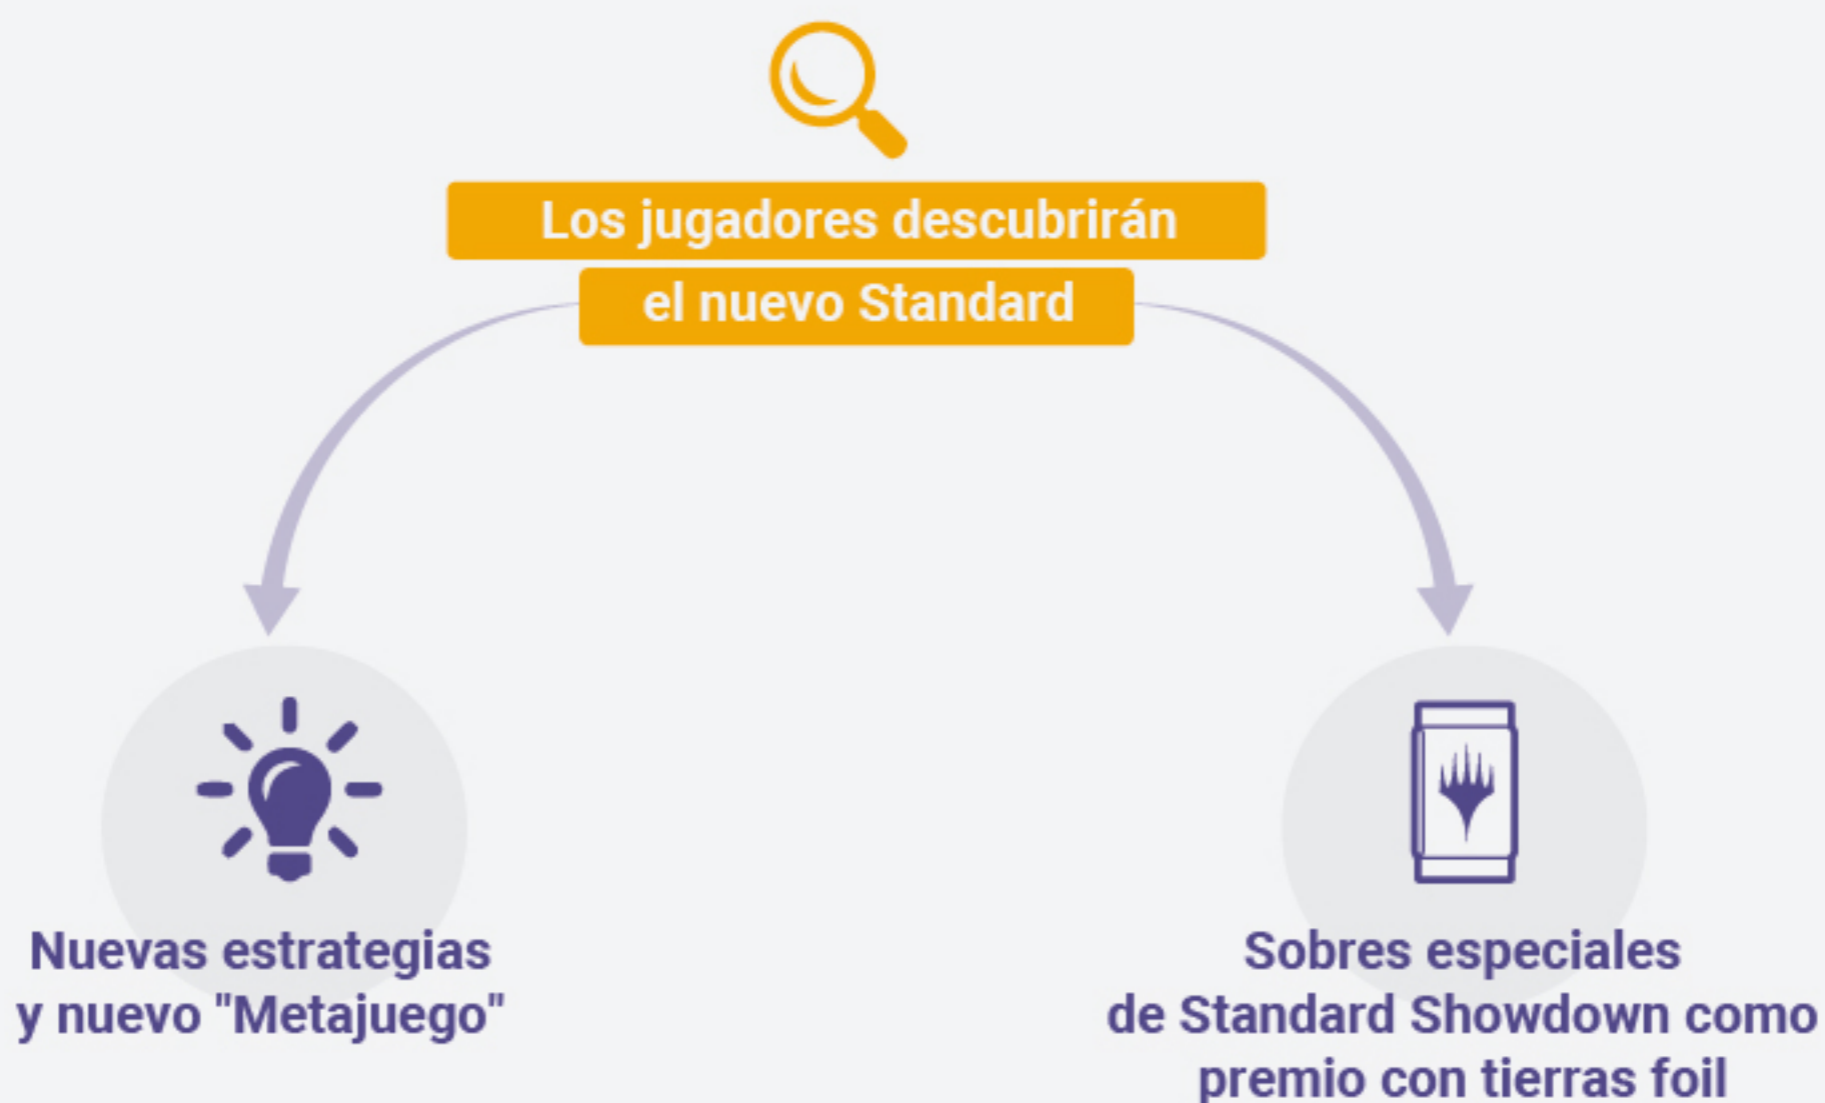 Los jugadores descubrirán
el nuevo Standard
Nuevas estrategias
y nuevo "Metajuego"
Sobres especiales
de Standard Showdown como
premio con tierras foil